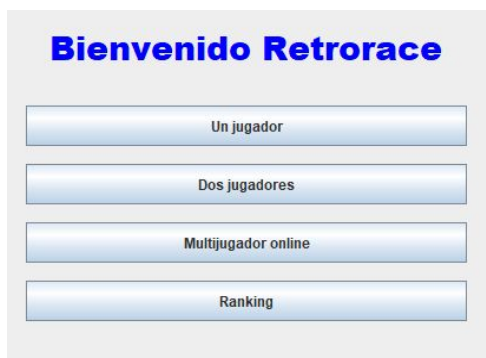 Bienvenido Retrorace
Un jugador
Dos jugadores
Multijugador online
Ranking